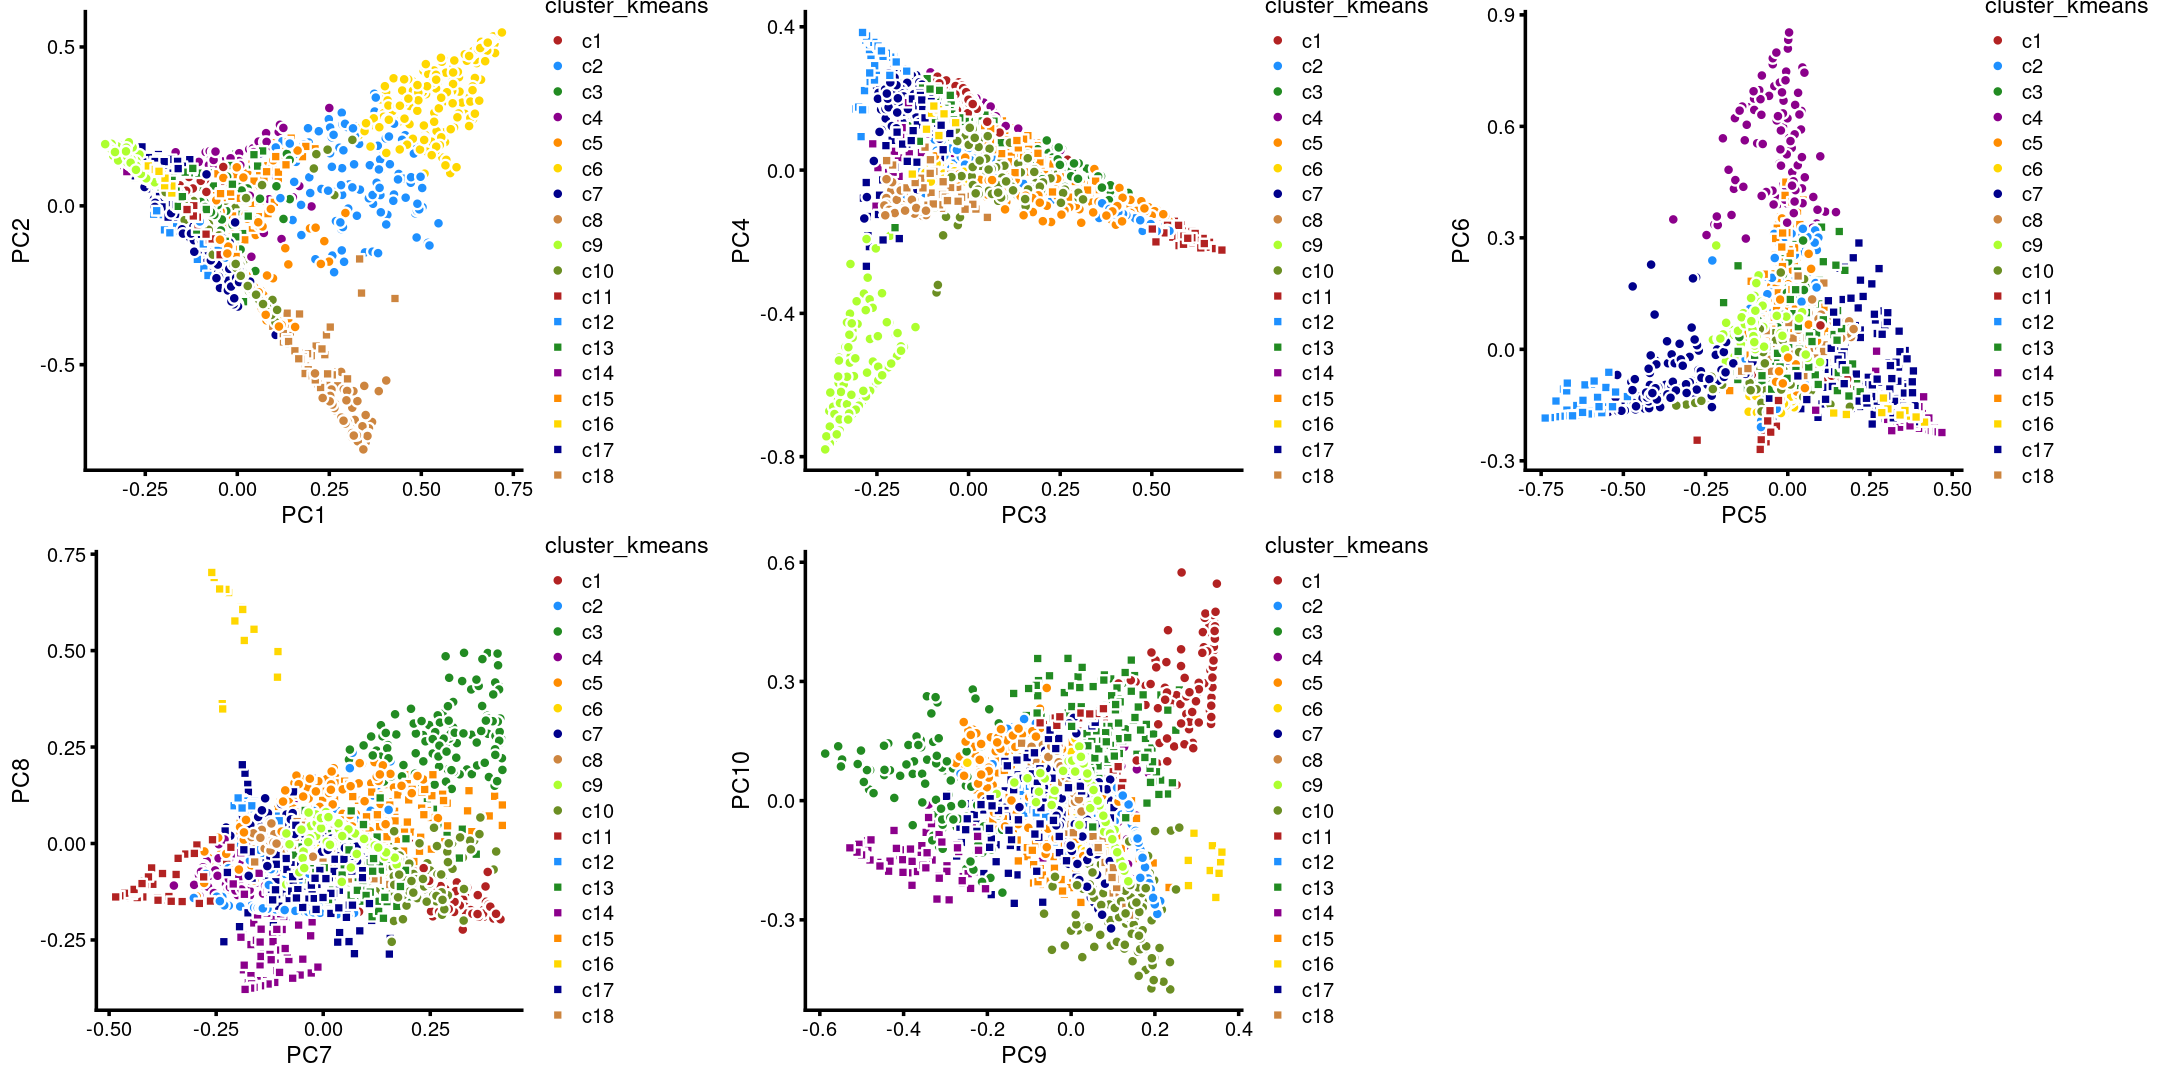 cluster_kmeans
c1
c2
c3
c4
c5
c6
c7
c8
c9
c10
c11
c12
c13
c14
c15
c16
c17
c18
0.5
0.0
-0.5
PC2
-0.25
0.00
0.25
0.50
0.75
PC1
cluster_kmeans
c1
c2
c3
c4
c5
c6
c7
c8
c9
c10
c11
c12
c13
c14
c15
c16
c17
c18
0.4
0.0
-0.4
-0.8
PC4
-0.25
0.00
0.25
0.50
PC3
cluster_kmeans
c1
c2
c3
c4
c5
c6
c7
c8
c9
c10
c11
c12
c13
c14
c15
c16
c17
c18
0.9
0.6
0.3
0.0
-0.3
PC6
-0.75
-0.50
-0.25
0.00
0.25
0.50
PC5
cluster_kmeans
c1
c2
c3
c4
c5
c6
c7
c8
c9
c10
c11
c12
c13
c14
c15
c16
c17
c18
0.75
0.50
0.25
0.00
-0.25
PC8
-0.50
-0.25
0.00
0.25
PC7
cluster_kmeans
c1
c2
c3
c4
c5
c6
c7
c8
c9
c10
c11
c12
c13
c14
c15
c16
c17
c18
0.6
0.3
0.0
-0.3
PC10
-0.6
-0.4
-0.2
0.0
0.2
0.4
PC9